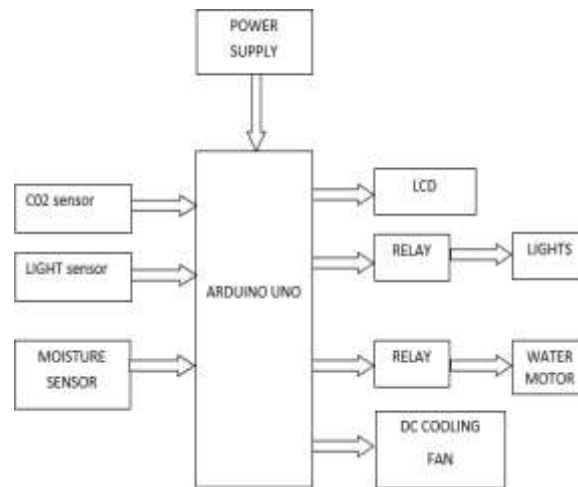 POWER
SUPPLY
C02 sensor
LIGHT sensor
MOISTURE
SENSOR
ARDUINO UNO
LCD
RELAY
LIGHTS
RELAY
WATER
MOTOR
DC COOLING
FAN